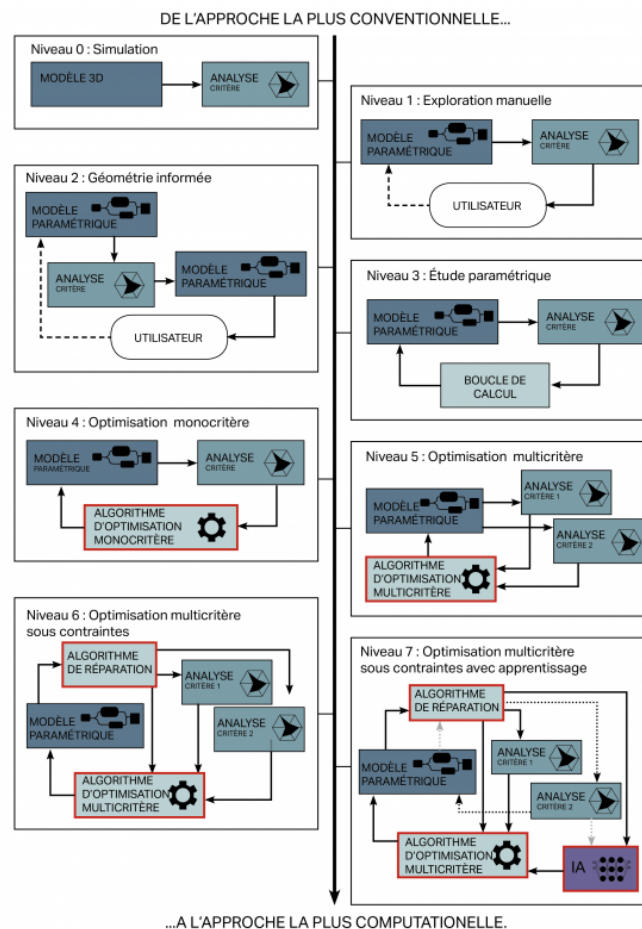 DE L'APPROCHE LA PLUS CONVENTIONNELLE...
Niveau 0 : Simulation
MODÈLE 3D
ANALYSE
CRITÈRE
Niveau 1 : Exploration manuelle
MODÈLE
PARAMÉTRIQUE
ANALYSE
CRITÈRE
UTILISATEUR
Niveau 2 : Géométrie informée
MODÈLE
PARAMÉTRIQUE
ANALYSE
CRITÈRE
MODÈLE
PARAMÉTRIQUE
UTILISATEUR
Niveau 3 : Étude paramétrique
MODÈLE
PARAMÉTRIQUE
ANALYSE
CRITÈRE
BOUCLE DE
CALCUL
Niveau 4 : Optimisation monocritère
MODÈLE
PARAMÉTRIQUE
ANALYSE
CRITÈRE
ALGORITHME
D'OPTIMISATION
MONOCRITÈRE
Niveau 5 : Optimisation multicritère
MODÈLE
PARAMÉTRIQUE
ANALYSE
CRITÈRE 1
ANALYSE
CRITÈRE 2
ALGORITHME
D'OPTIMISATION
MULTICRITÈRE
Niveau 6 : Optimisation multicritère
sous contraintes
ALGORITHME
DE RÉPARATION
ANALYSE
CRITÈRE 1
MODÈLE
PARAMÉTRIQUE
ANALYSE
CRITÈRE 2
ALGORITHME
D'OPTIMISATION
MULTICRITÈRE
Niveau 7 : Optimisation multicritère
sous contraintes avec apprentissage
ALGORITHME
DE RÉPARATION
ANALYSE
CRITÈRE 1
MODÈLE
PARAMÉTRIQUE
ANALYSE
CRITÈRE 2
ALGORITHME
D'OPTIMISATION
MULTICRITÈRE
IA
...A L'APPROCHE LA PLUS COMPUTATIONELLE.